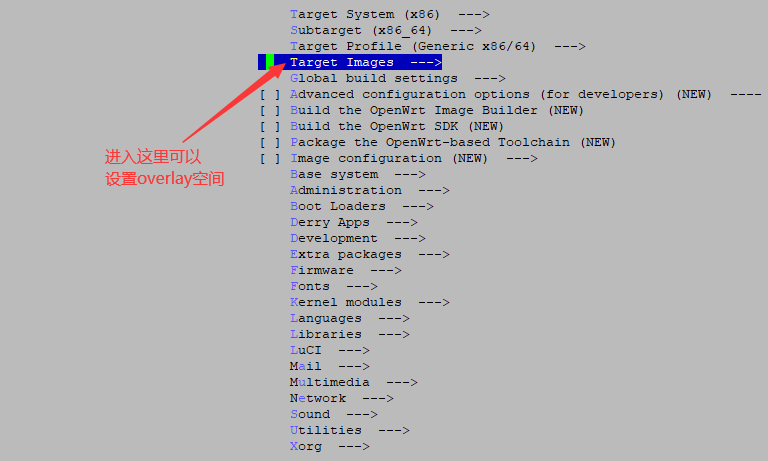 Target System (x86)  --->
Subtarget (x86_64)  --->
Target Profile (Generic x86/64)  --->
Target Images  --->
Global build settings  --->
[ ] Advanced configuration options (for developers) (NEW)  ----
[ ] Build the OpenWrt Image Builder (NEW)
[ ] Build the OpenWrt SDK (NEW)
[ ] Package the OpenWrt-based Toolchain (NEW)
[ ] Image configuration (NEW)  --->
进入这里可以
设置overlay空间
Base system  --->
Administration  --->
Boot Loaders  --->
Derry Apps  --->
Development  --->
Extra packages  --->
Firmware  --->
Fonts  --->
Kernel modules  --->
Languages  --->
Libraries  --->
LuCI  --->
Mail  --->
Multimedia  --->
Network  --->
Sound  --->
Utilities  --->
Xorg  --->